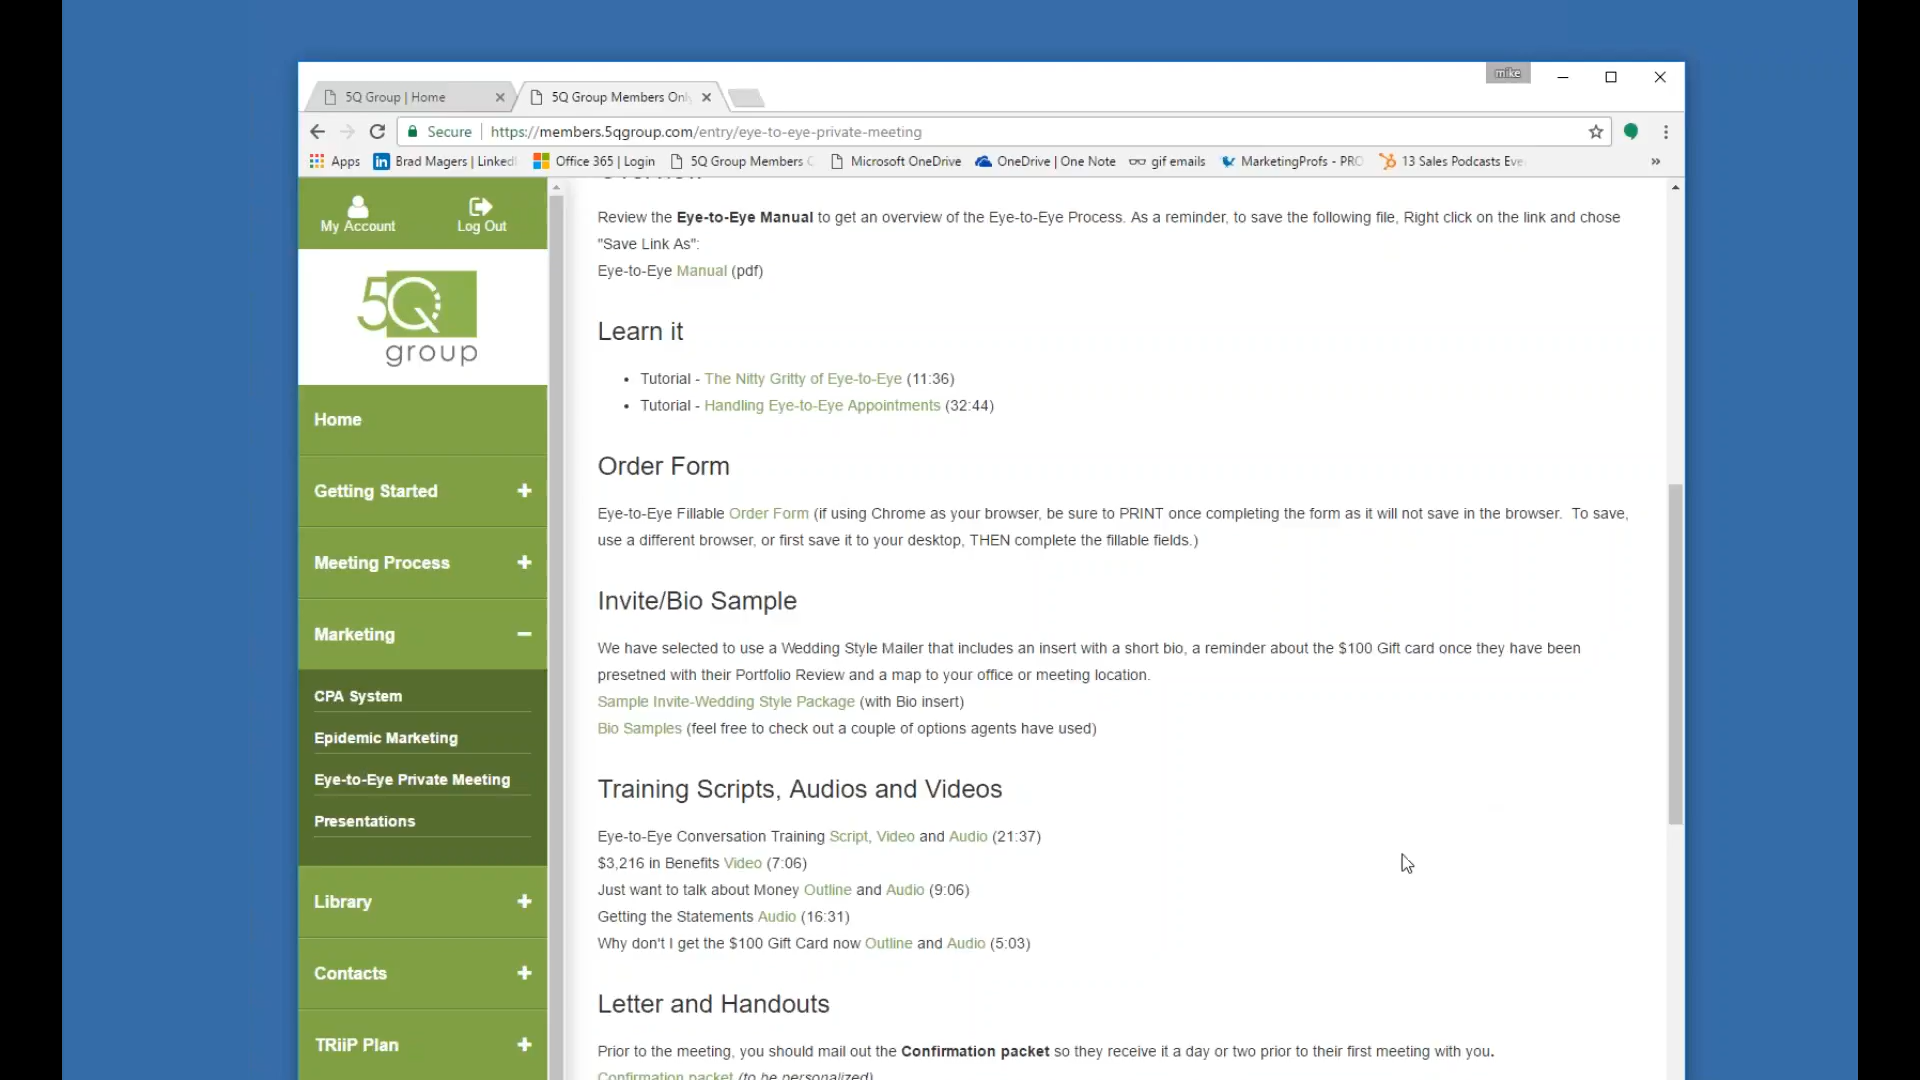 mike
5Q Group | Home
5Q Group Members Onl
Secure
https://members.5qgroup.com/entry/eye-to-eye-private-meeting
Apps
Brad Magers | Linked
Office 365 | Login
5Q Group Members
Microsoft OneDrive
OneDrive | One Note
gif emails
MarketingProfs - PRO
13 Sales Podcasts Eve
»
My Account
Log Out
5Q
group
Home
Getting Started
Meeting Process
Marketing
CPA System
Epidemic Marketing
Eye-to-Eye Private Meeting
Presentations
Library
Contacts
TRiiP Plan
Review the Eye-to-Eye Manual to get an overview of the Eye-to-Eye Process. As a reminder, to save the following file, Right click on the link and chose
"Save Link As":
Eye-to-Eye Manual (pdf)
Learn it
• Tutorial - The Nitty Gritty of Eye-to-Eye (11:36)
• Tutorial - Handling Eye-to-Eye Appointments (32:44)
Order Form
Eye-to-Eye Fillable Order Form (if using Chrome as your browser, be sure to PRINT once completing the form as it will not save in the browser. To save,
use a different browser, or first save it to your desktop, THEN complete the fillable fields.)
Invite/Bio Sample
We have selected to use a Wedding Style Mailer that includes an insert with a short bio, a reminder about the $100 Gift card once they have been
presetned with their Portfolio Review and a map to your office or meeting location.
Sample Invite-Wedding Style Package (with Bio insert)
Bio Samples (feel free to check out a couple of options agents have used)
Training Scripts, Audios and Videos
Eye-to-Eye Conversation Training Script, Video and Audio (21:37)
$3,216 in Benefits Video (7:06)
Just want to talk about Money Outline and Audio (9:06)
Getting the Statements Audio (16:31)
Why don't I get the $100 Gift Card now Outline and Audio (5:03)
Letter and Handouts
Prior to the meeting, you should mail out the Confirmation packet so they receive it a day or two prior to their first meeting with you.
Confirmation packet (to be personalized)